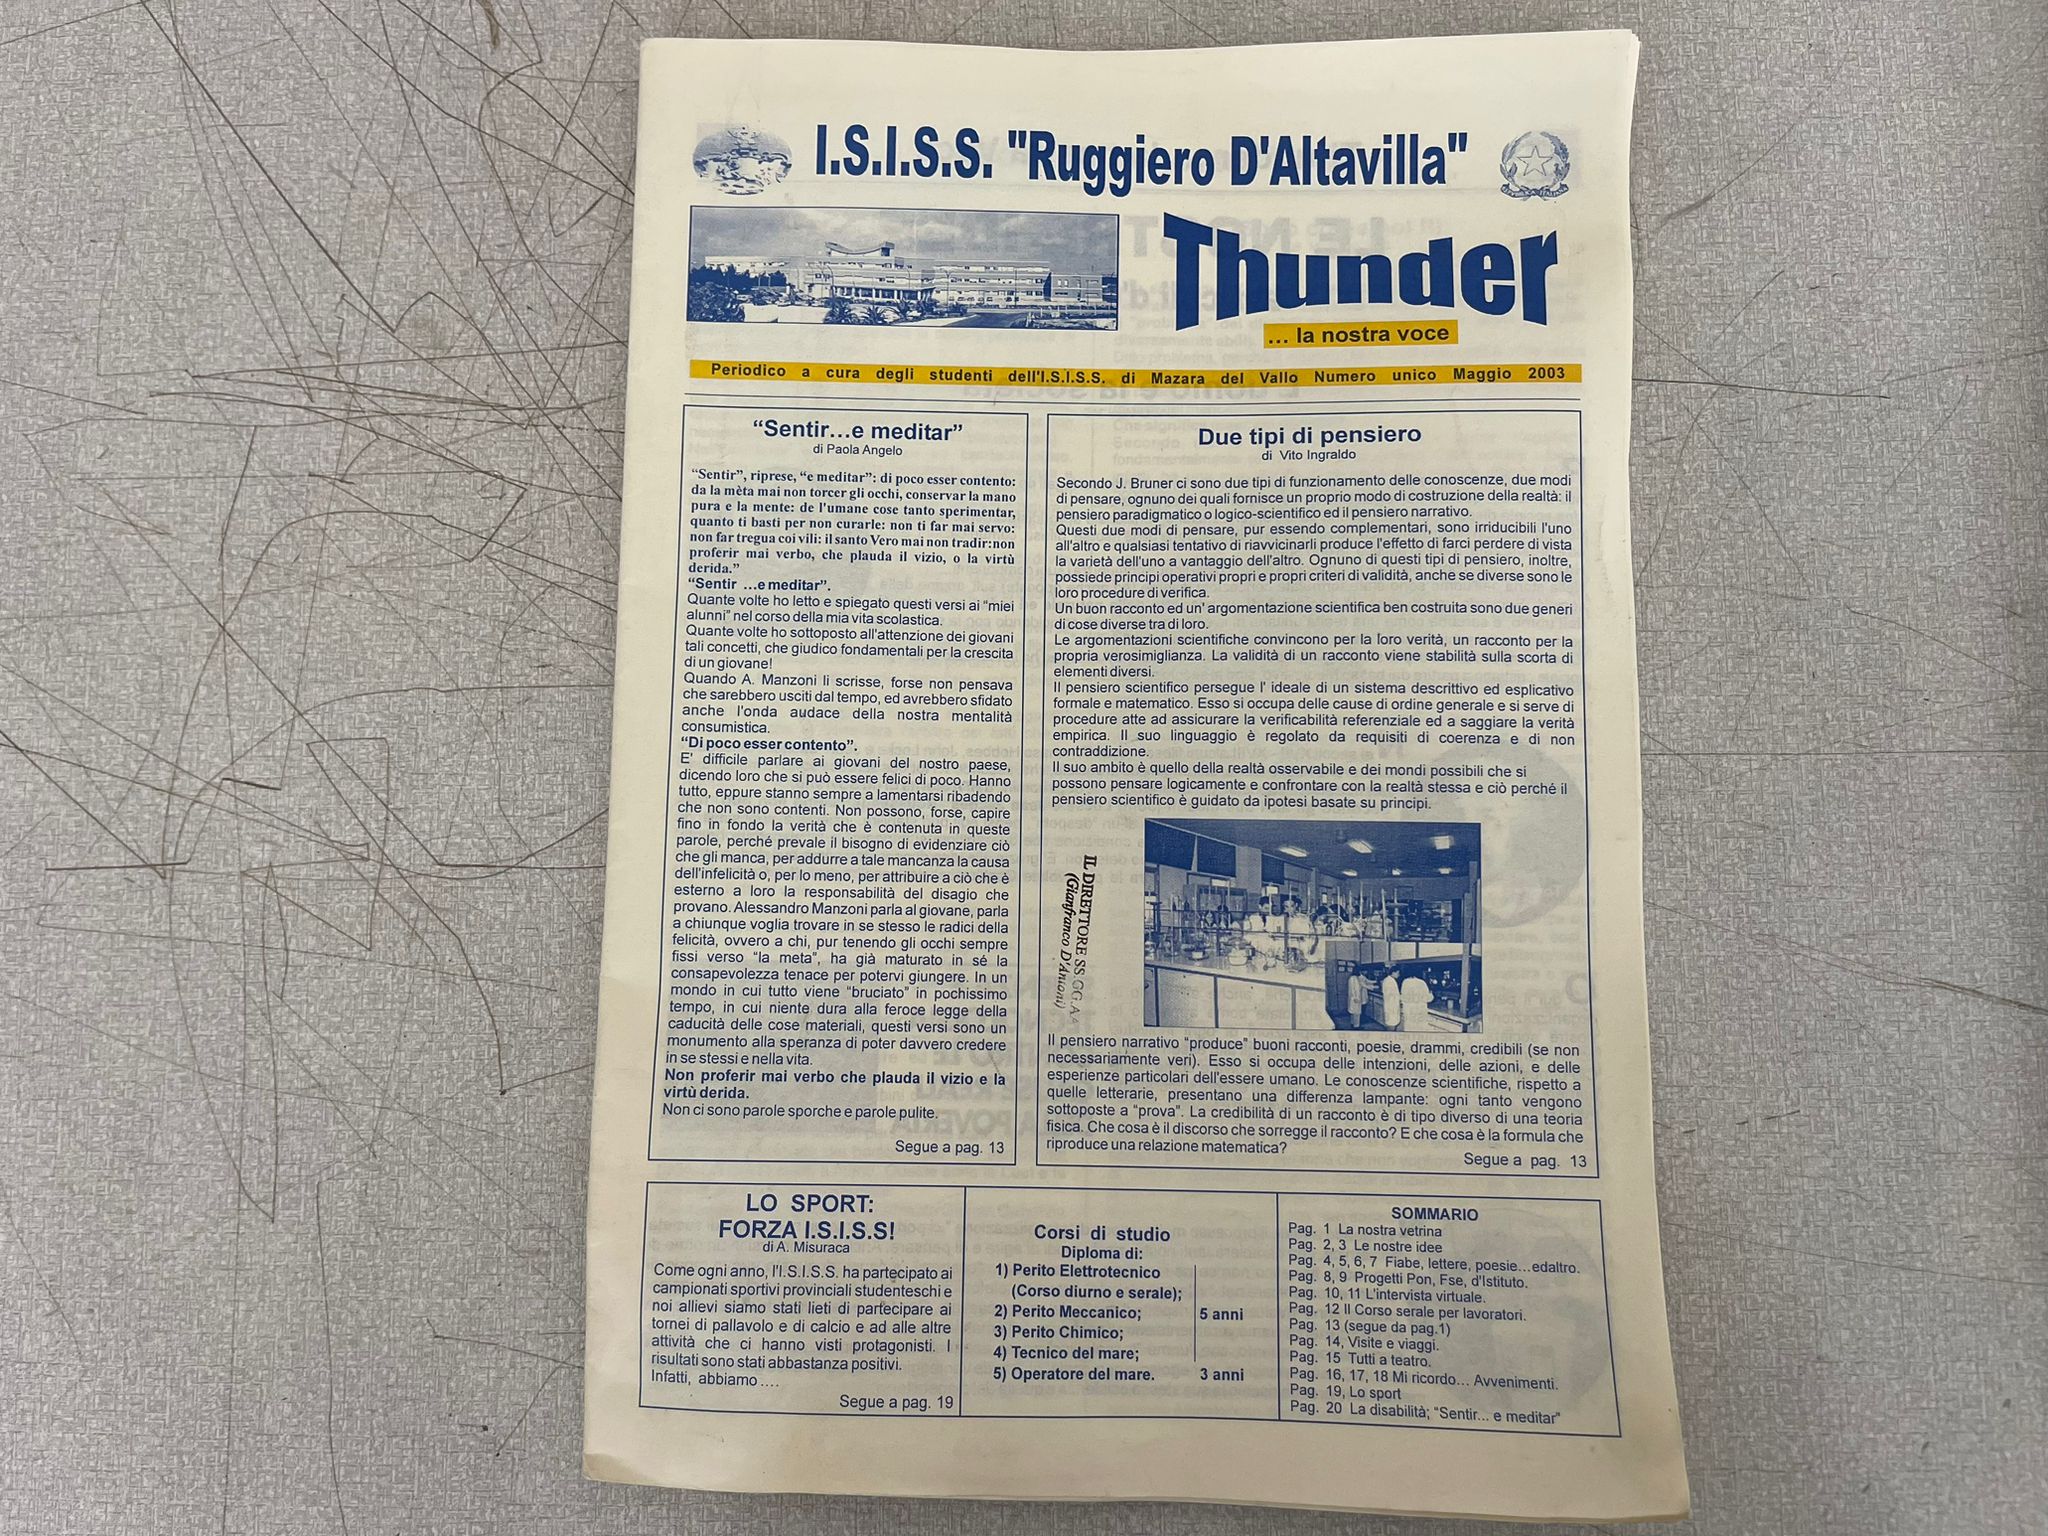 I.S.I.S.S. "Ruggiero D'Altavilla"
Thunder
... la nostra voce
Periodico a cura degli studenti dell'I.S.I.S.S. di Mazara del Vallo Numero unico Maggio 2003
“Sentir…e meditar”
di Paola Angelo
“Sentir”, riprese, “e meditar”: di poco esser contento:
da la mèta mai non torcer gli occhi, conservar la mano
pura e la mente: de l'umane cose tanto sperimentar,
quanto ti basti per non curarle: non ti far mai servo:
non far tregua coi vili: il santo Vero mai non tradir:non
proferir mai verbo, che plauda il vizio, o la virtù
derida.”
“Sentir …e meditar”.
Quante volte ho letto e spiegato questi versi ai “miei
alunni” nel corso della mia vita scolastica.
Quante volte ho sottoposto all'attenzione dei giovani
tali concetti, che giudico fondamentali per la crescita
di un giovane!
Quando A. Manzoni li scrisse, forse non pensava
che sarebbero usciti dal tempo, ed avrebbero sfidato
anche l'onda audace della nostra mentalità
consumistica.
“Di poco esser contento”.
E' difficile parlare ai giovani del nostro paese,
dicendo loro che si può essere felici di poco. Hanno
tutto, eppure stanno sempre a lamentarsi ribadendo
che non sono contenti. Non possono, forse, capire
fino in fondo la verità che è contenuta in queste
parole, perché prevale il bisogno di evidenziare ciò
che gli manca, per addurre a tale mancanza la causa
dell'infelicità o, per lo meno, per attribuire a ciò che è
esterno a loro la responsabilità del disagio che
provano. Alessandro Manzoni parla al giovane, parla
a chiunque voglia trovare in se stesso le radici della
felicità, ovvero a chi, pur tenendo gli occhi sempre
fissi verso “la meta”, ha già maturato in sé la
consapevolezza tenace per potervi giungere. In un
mondo in cui tutto viene “bruciato” in pochissimo
tempo, in cui niente dura alla feroce legge della
caducità delle cose materiali, questi versi sono un
monumento alla speranza di poter davvero credere
in se stessi e nella vita.
Non proferir mai verbo che plauda il vizio e la
virtù derida.
Non ci sono parole sporche e parole pulite.
Segue a pag. 13
Due tipi di pensiero
di Vito Ingraldo
Secondo J. Bruner ci sono due tipi di funzionamento delle conoscenze, due modi
di pensare, ognuno dei quali fornisce un proprio modo di costruzione della realtà: il
pensiero paradigmatico o logico-scientifico ed il pensiero narrativo.
Questi due modi di pensare, pur essendo complementari, sono irriducibili l'uno
all'altro e qualsiasi tentativo di riavvicinarli produce l'effetto di farci perdere di vista
la varietà dell'uno a vantaggio dell'altro. Ognuno di questi tipi di pensiero, inoltre,
possiede principi operativi propri e propri criteri di validità, anche se diverse sono le
loro procedure di verifica.
Un buon racconto ed un' argomentazione scientifica ben costruita sono due generi
di cose diverse tra di loro.
Le argomentazioni scientifiche convincono per la loro verità, un racconto per la
propria verosimiglianza. La validità di un racconto viene stabilità sulla scorta di
elementi diversi.
Il pensiero scientifico persegue l' ideale di un sistema descrittivo ed esplicativo
formale e matematico. Esso si occupa delle cause di ordine generale e si serve di
procedure atte ad assicurare la verificabilità referenziale ed a saggiare la verità
empirica. Il suo linguaggio è regolato da requisiti di coerenza e di non
contraddizione.
Il suo ambito è quello della realtà osservabile e dei mondi possibili che si
possono pensare logicamente e confrontare con la realtà stessa e ciò perché il
pensiero scientifico è guidato da ipotesi basate su principi.
IL DIRETTORE SS.GG.A.
(Gianfranco D'Antoni)
Il pensiero narrativo “produce” buoni racconti, poesie, drammi, credibili (se non
necessariamente veri). Esso si occupa delle intenzioni, delle azioni, e delle
esperienze particolari dell'essere umano. Le conoscenze scientifiche, rispetto a
quelle letterarie, presentano una differenza lampante: ogni tanto vengono
sottoposte a “prova”. La credibilità di un racconto è di tipo diverso di una teoria
fisica. Che cosa è il discorso che sorregge il racconto? E che cosa è la formula che
riproduce una relazione matematica?
Segue a pag. 13
LO SPORT:
FORZA I.S.I.S.S!
di A. Misuraca
Come ogni anno, l'I.S.I.S.S. ha partecipato ai
campionati sportivi provinciali studenteschi e
noi allievi siamo stati lieti di partecipare ai
tornei di pallavolo e di calcio e ad alle altre
attività che ci hanno visti protagonisti. I
risultati sono stati abbastanza positivi.
Infatti, abbiamo ….
Segue a pag. 19
Corsi di studio
Diploma di:
1) Perito Elettrotecnico
(Corso diurno e serale);
2) Perito Meccanico; 5 anni
3) Perito Chimico;
4) Tecnico del mare;
5) Operatore del mare. 3 anni
SOMMARIO
Pag. 1 La nostra vetrina
Pag. 2, 3 Le nostre idee
Pag. 4, 5, 6, 7 Fiabe, lettere, poesie…edaltro.
Pag. 8, 9 Progetti Pon, Fse, d'Istituto.
Pag. 10, 11 L'intervista virtuale.
Pag. 12 Il Corso serale per lavoratori.
Pag. 13 (segue da pag.1)
Pag. 14, Visite e viaggi.
Pag. 15 Tutti a teatro.
Pag. 16, 17, 18 Mi ricordo… Avvenimenti.
Pag. 19, Lo sport
Pag. 20 La disabilità; “Sentir... e meditar”